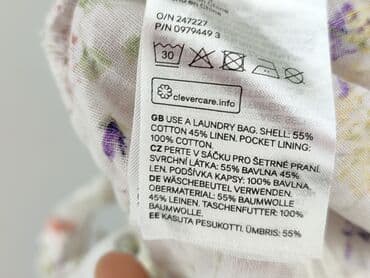 O/N 247227
P/N 0979449 3
30
clevercare.info
GB USE A LAUNDRY BAG. SHELL: 55%
COTTON 45% LINEN. POCKET LINING:
100% COTTON.
CZ PERTE V SÁČKU PRO ŠETRNÉ PRANÍ.
SVRCHNÍ LÁTKA: 55% BAVLNA 45%
LEN. PODŠÍVKA KAPSY: 100% BAVLNA
DE WÄSCHEBEUTEL VERWENDEN.
OBERMATERIAL: 55% BAUMWOLLE
45% LEINEN. TASCHENFUTTER: 100%
BAUMWOLLE
EE KASUTA PESUKOTTI. ÜMBRIS: 55%